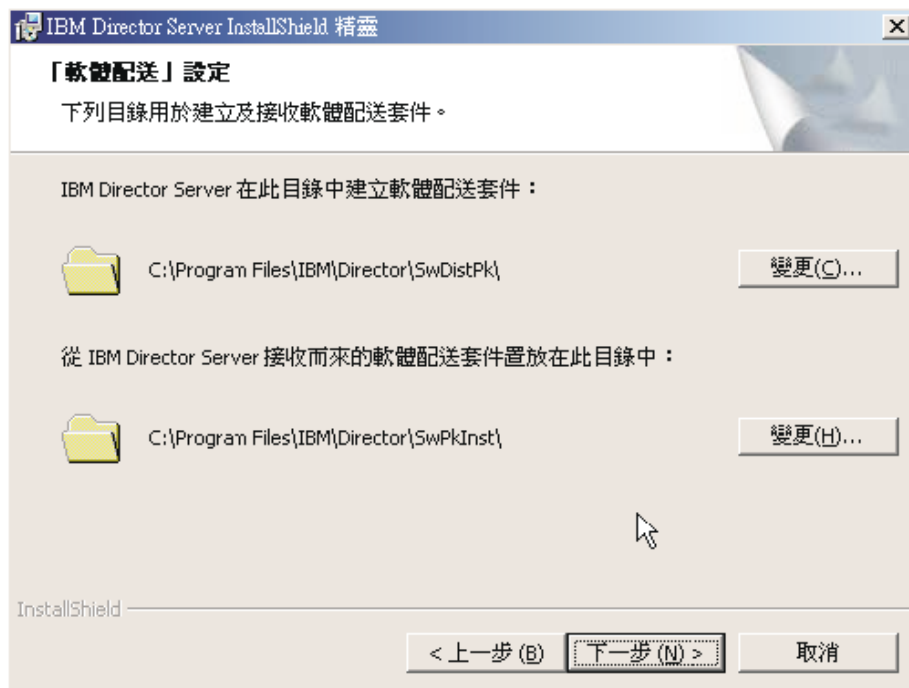 IBM Director Server InstallShield 精靈
「軟體配送」設定
下列目錄用於建立及接收軟體配送套件。
IBM Director Server 在此目錄中建立軟體配送套件：
C:\Program Files\IBM\Director\SwDistPk\
變更(C)...
從 IBM Director Server 接收而來的軟體配送套件置放在此目錄中：
C:\Program Files\IBM\Director\SwPkInst\
變更(H)...
InstallShield
< 上一步 (B)
下一步 (N) >
取消